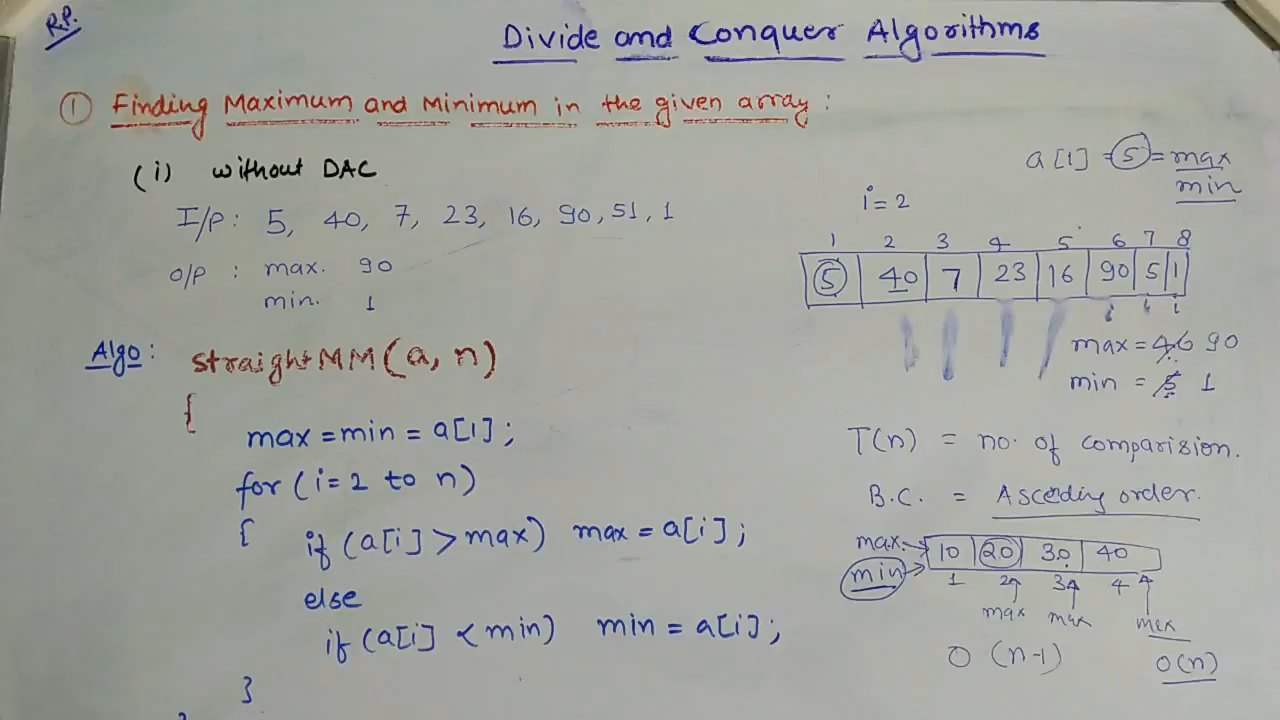 R.P.
Divide and Conquer Algorithms
① Finding Maximum and Minimum in the given array :
(i) without DAC
I/p : 5, 40, 7, 23, 16, 90, 51, 1
O/p : max. 90
min. 1
Algo : StraightMM(a, n)
{
max = min = a[1];
for (i=2 to n)
{ if (a[i] > max) max = a[i];
else
if (a[i] < min) min = a[i];
}
}
a[1] = 5 = max
min
i = 2
1 2 3 4 5 6 7 8
5 40 7 23 16 90 5 1
i i i
max = 40 90
min = 5 1
T(n) = no. of comparision.
B.C. = Ascediy order.
max. 10 20 30 40
min
1 2 3 4
max max max
O (n-1)
O(n)